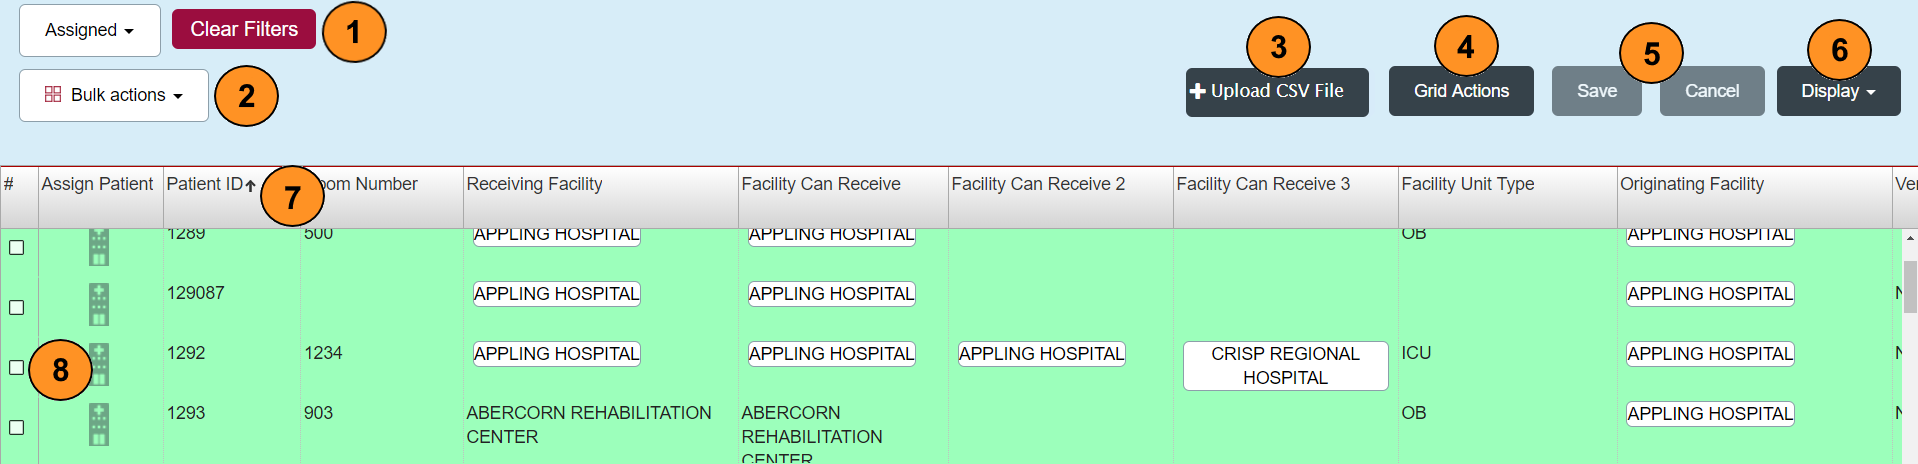 Assigned
Clear Filters
1
Bulk actions
2
3
4
5
6
+ Upload CSV File
Grid Actions
Save
Cancel
Display
# Assign Patient Patient ID 7 oom Number Receiving Facility Facility Can Receive Facility Can Receive 2 Facility Can Receive 3 Facility Unit Type Originating Facility Ver
1289 500 APPLING HOSPITAL APPLING HOSPITAL OB APPLING HOSPITAL
129087 APPLING HOSPITAL APPLING HOSPITAL APPLING HOSPITAL
8 1292 1234 APPLING HOSPITAL APPLING HOSPITAL APPLING HOSPITAL CRISP REGIONAL HOSPITAL ICU APPLING HOSPITAL
1293 903 ABERCORN REHABILITATION CENTER ABERCORN REHABILITATION CENTER OB APPLING HOSPITAL